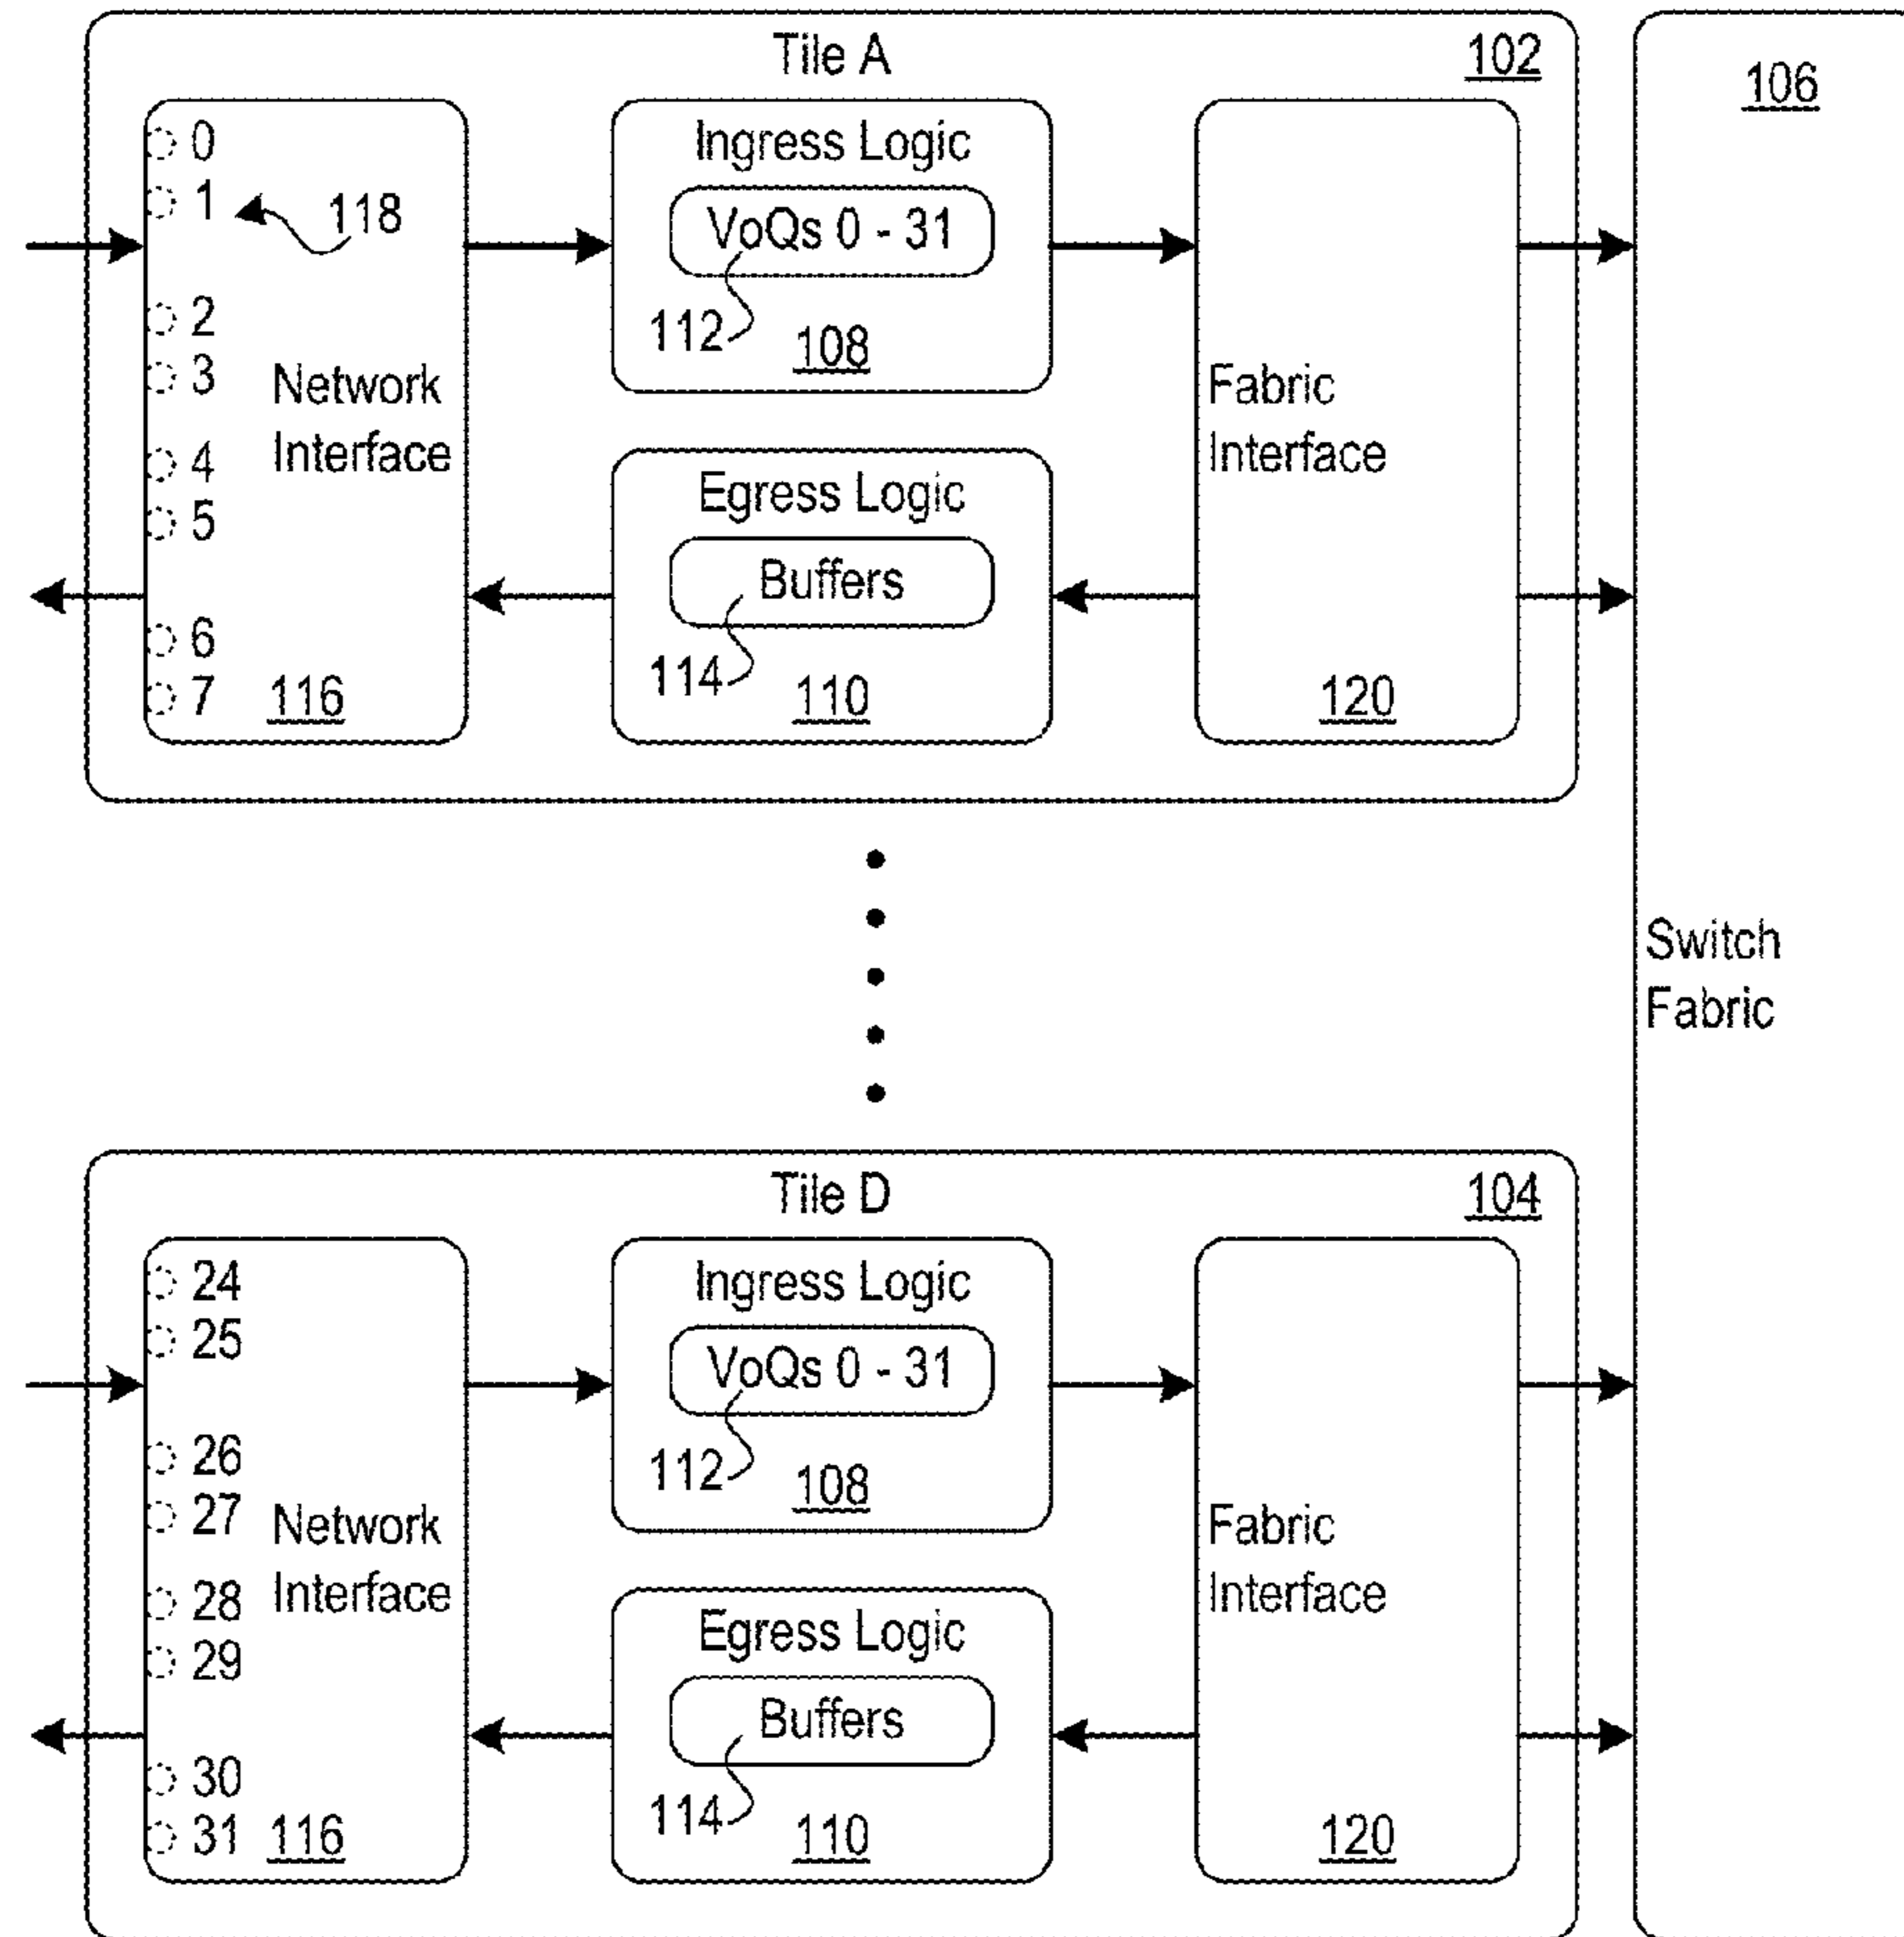 Tile A
102
106
0
1
118
2
3
4
5
6
7
Network
Interface
116
Ingress Logic
VoQs 0 - 31
112
108
Egress Logic
Buffers
114
110
Fabric
Interface
120
Switch
Fabric
Tile D
104
24
25
26
27
28
29
30
31
Network
Interface
116
Ingress Logic
VoQs 0 - 31
112
108
Egress Logic
Buffers
114
110
Fabric
Interface
120